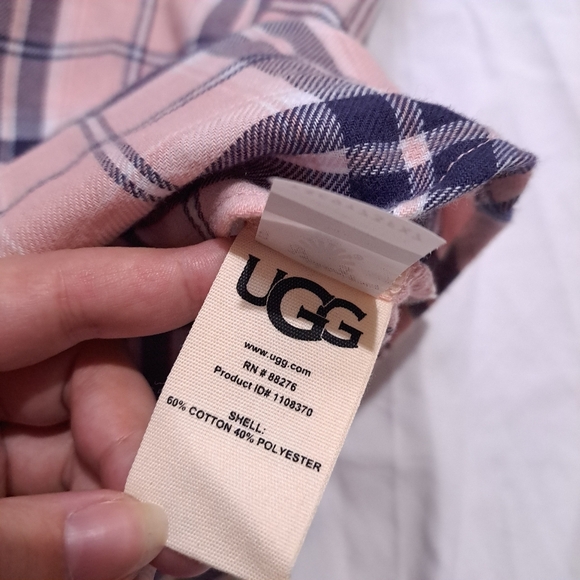 UGG
www.ugg.com
RN # 88276
Product ID# 1108370
SHELL:
60% COTTON 40% POLYESTER